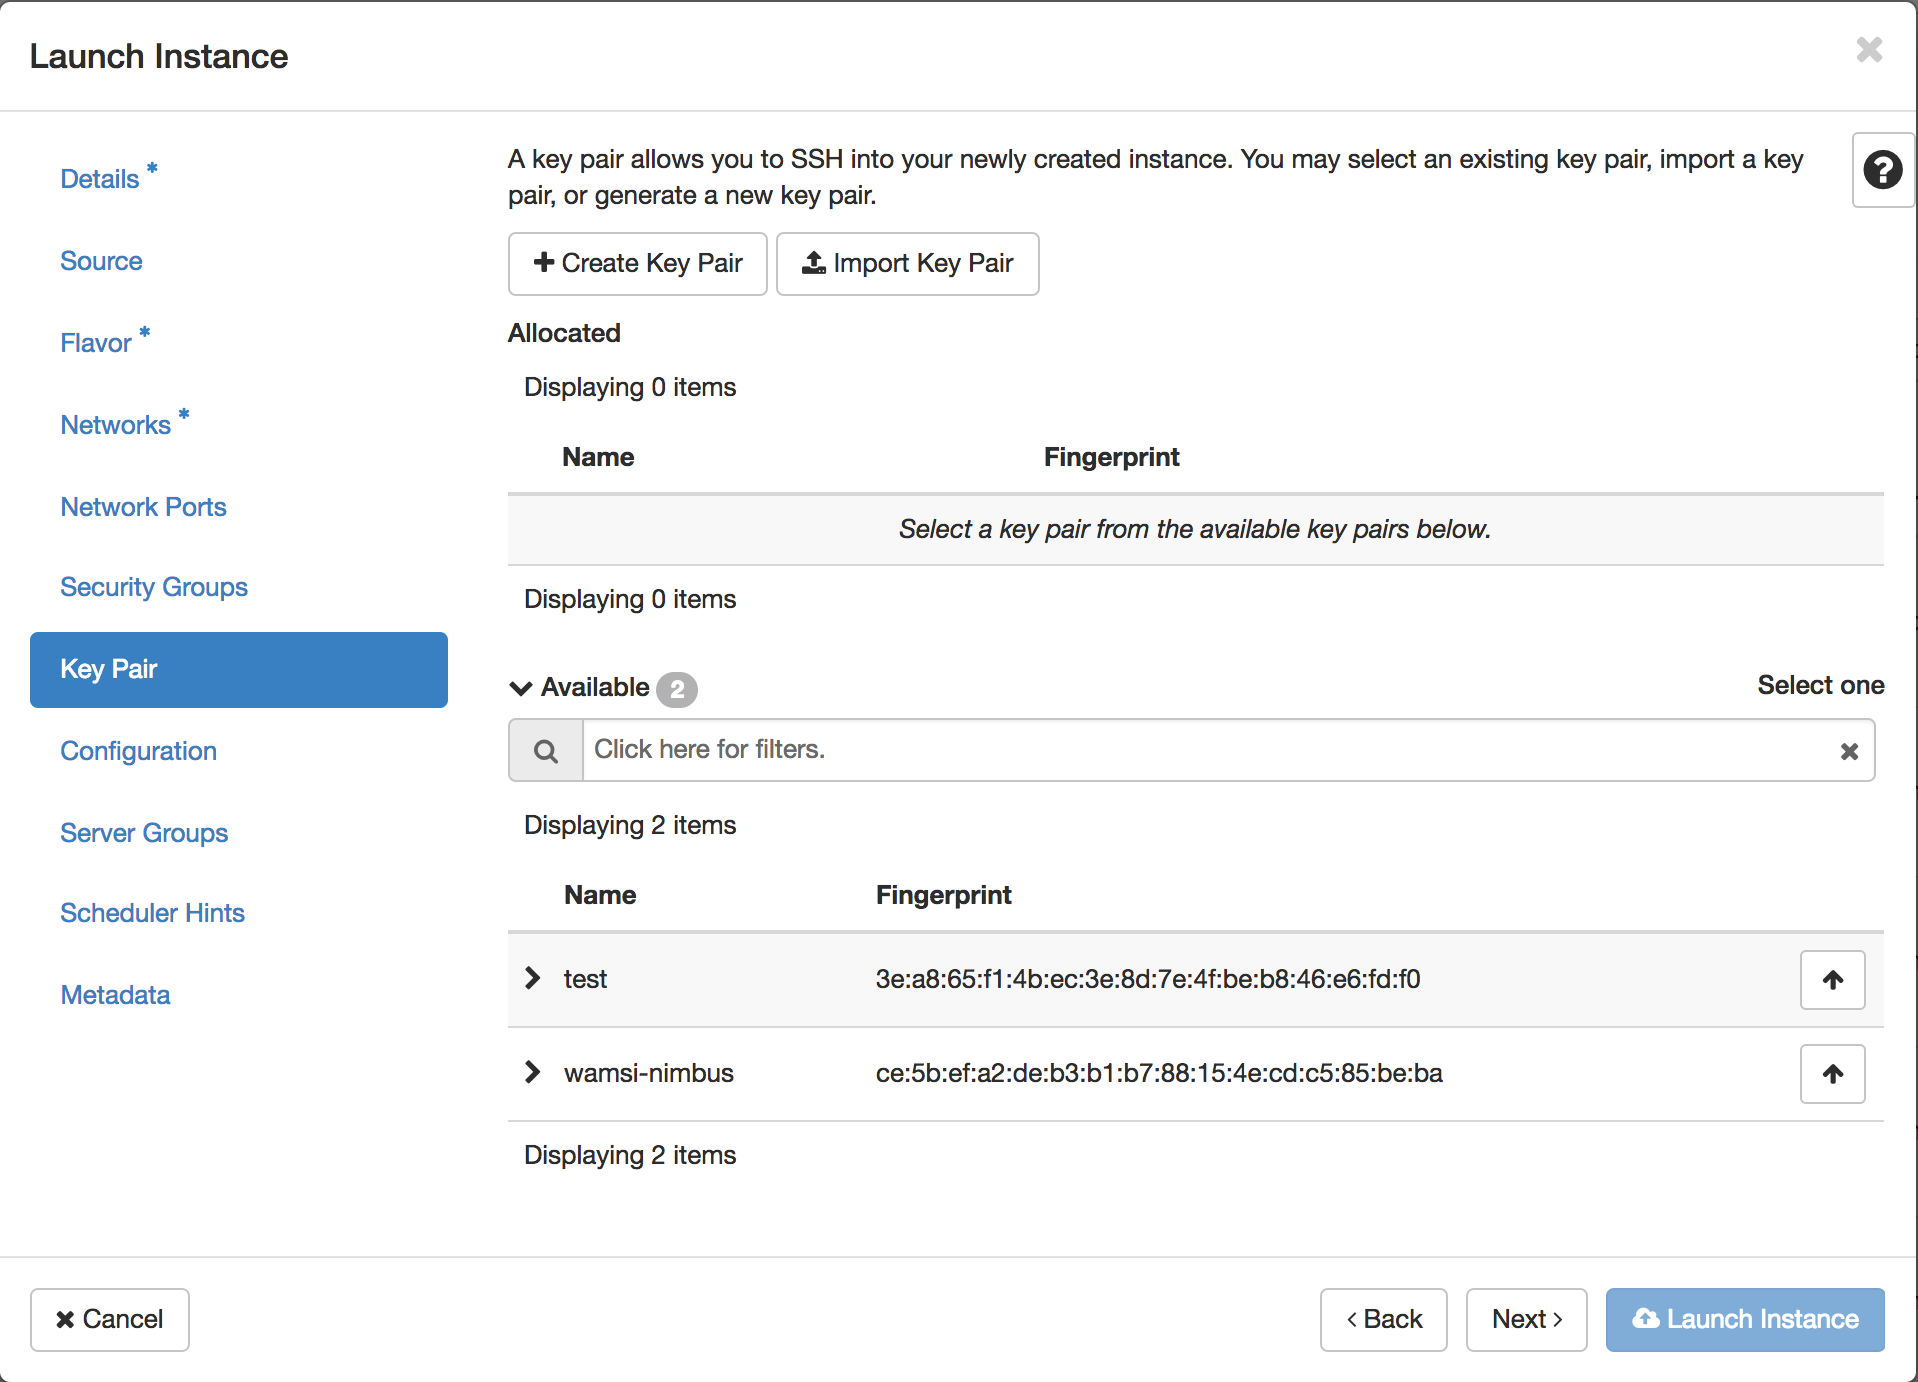 Launch Instance
Details *
Source
Flavor *
Networks *
Network Ports
Security Groups
Key Pair
Configuration
Server Groups
Scheduler Hints
Metadata
A key pair allows you to SSH into your newly created instance. You may select an existing key pair, import a key
pair, or generate a new key pair.
Create Key Pair Import Key Pair
Allocated
Displaying 0 items
Name Fingerprint
Select a key pair from the available key pairs below.
Displaying 0 items
Available 2 Select one
Click here for filters.
Displaying 2 items
Name Fingerprint
test 3e:a8:65:f1:4b:ec:3e:8d:7e:4f:be:b8:46:e6:fd:f0
wamsi-nimbus ce:5b:ef:a2:de:b3:b1:b7:88:15:4e:cd:c5:85:be:ba
Displaying 2 items
Cancel ‹ Back Next › Launch Instance